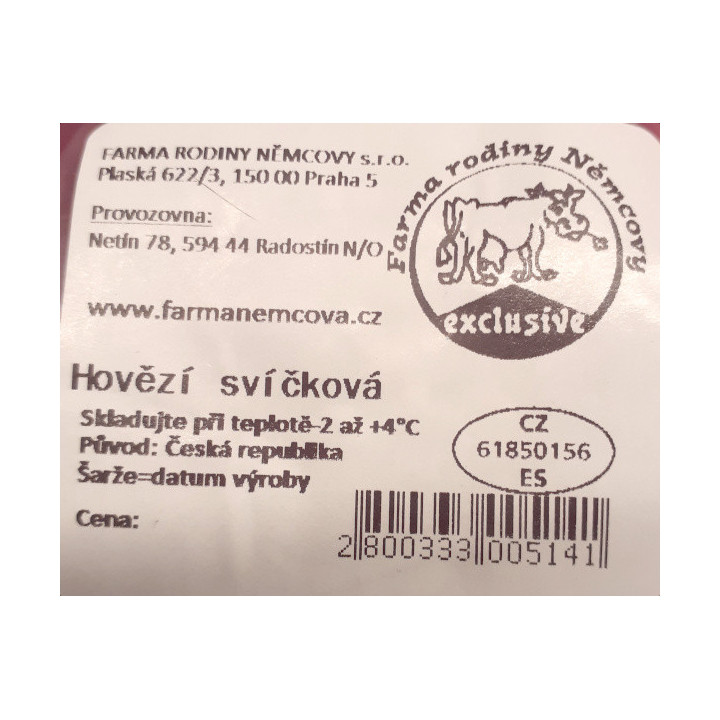 FARMA RODINY NĚMCOVY s.r.o.
Plaská 622/3, 150 00 Praha 5
Provozovna:
Netín 78, 594 44 Radostín N/O
www.farmanemcova.cz
Farma rodiny Němcovy
exclusive
Hovězí svíčková
Skladujte při teplotě-2 až +4°C
Původ: Česká republika
Šarže=datum výroby
Cena:
CZ
61850156
ES
2 800333 005141